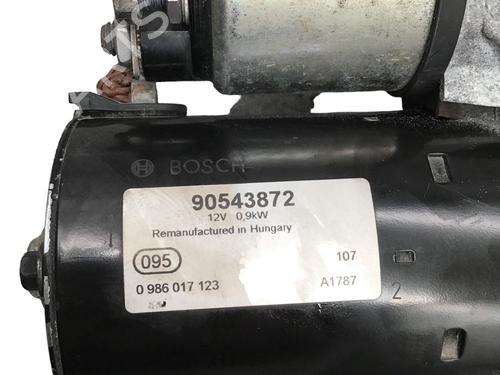 BOSCH
90543872
12V 0,9kW
Remanufactured in Hungary
095
107
0 986 017 123
A1787
2